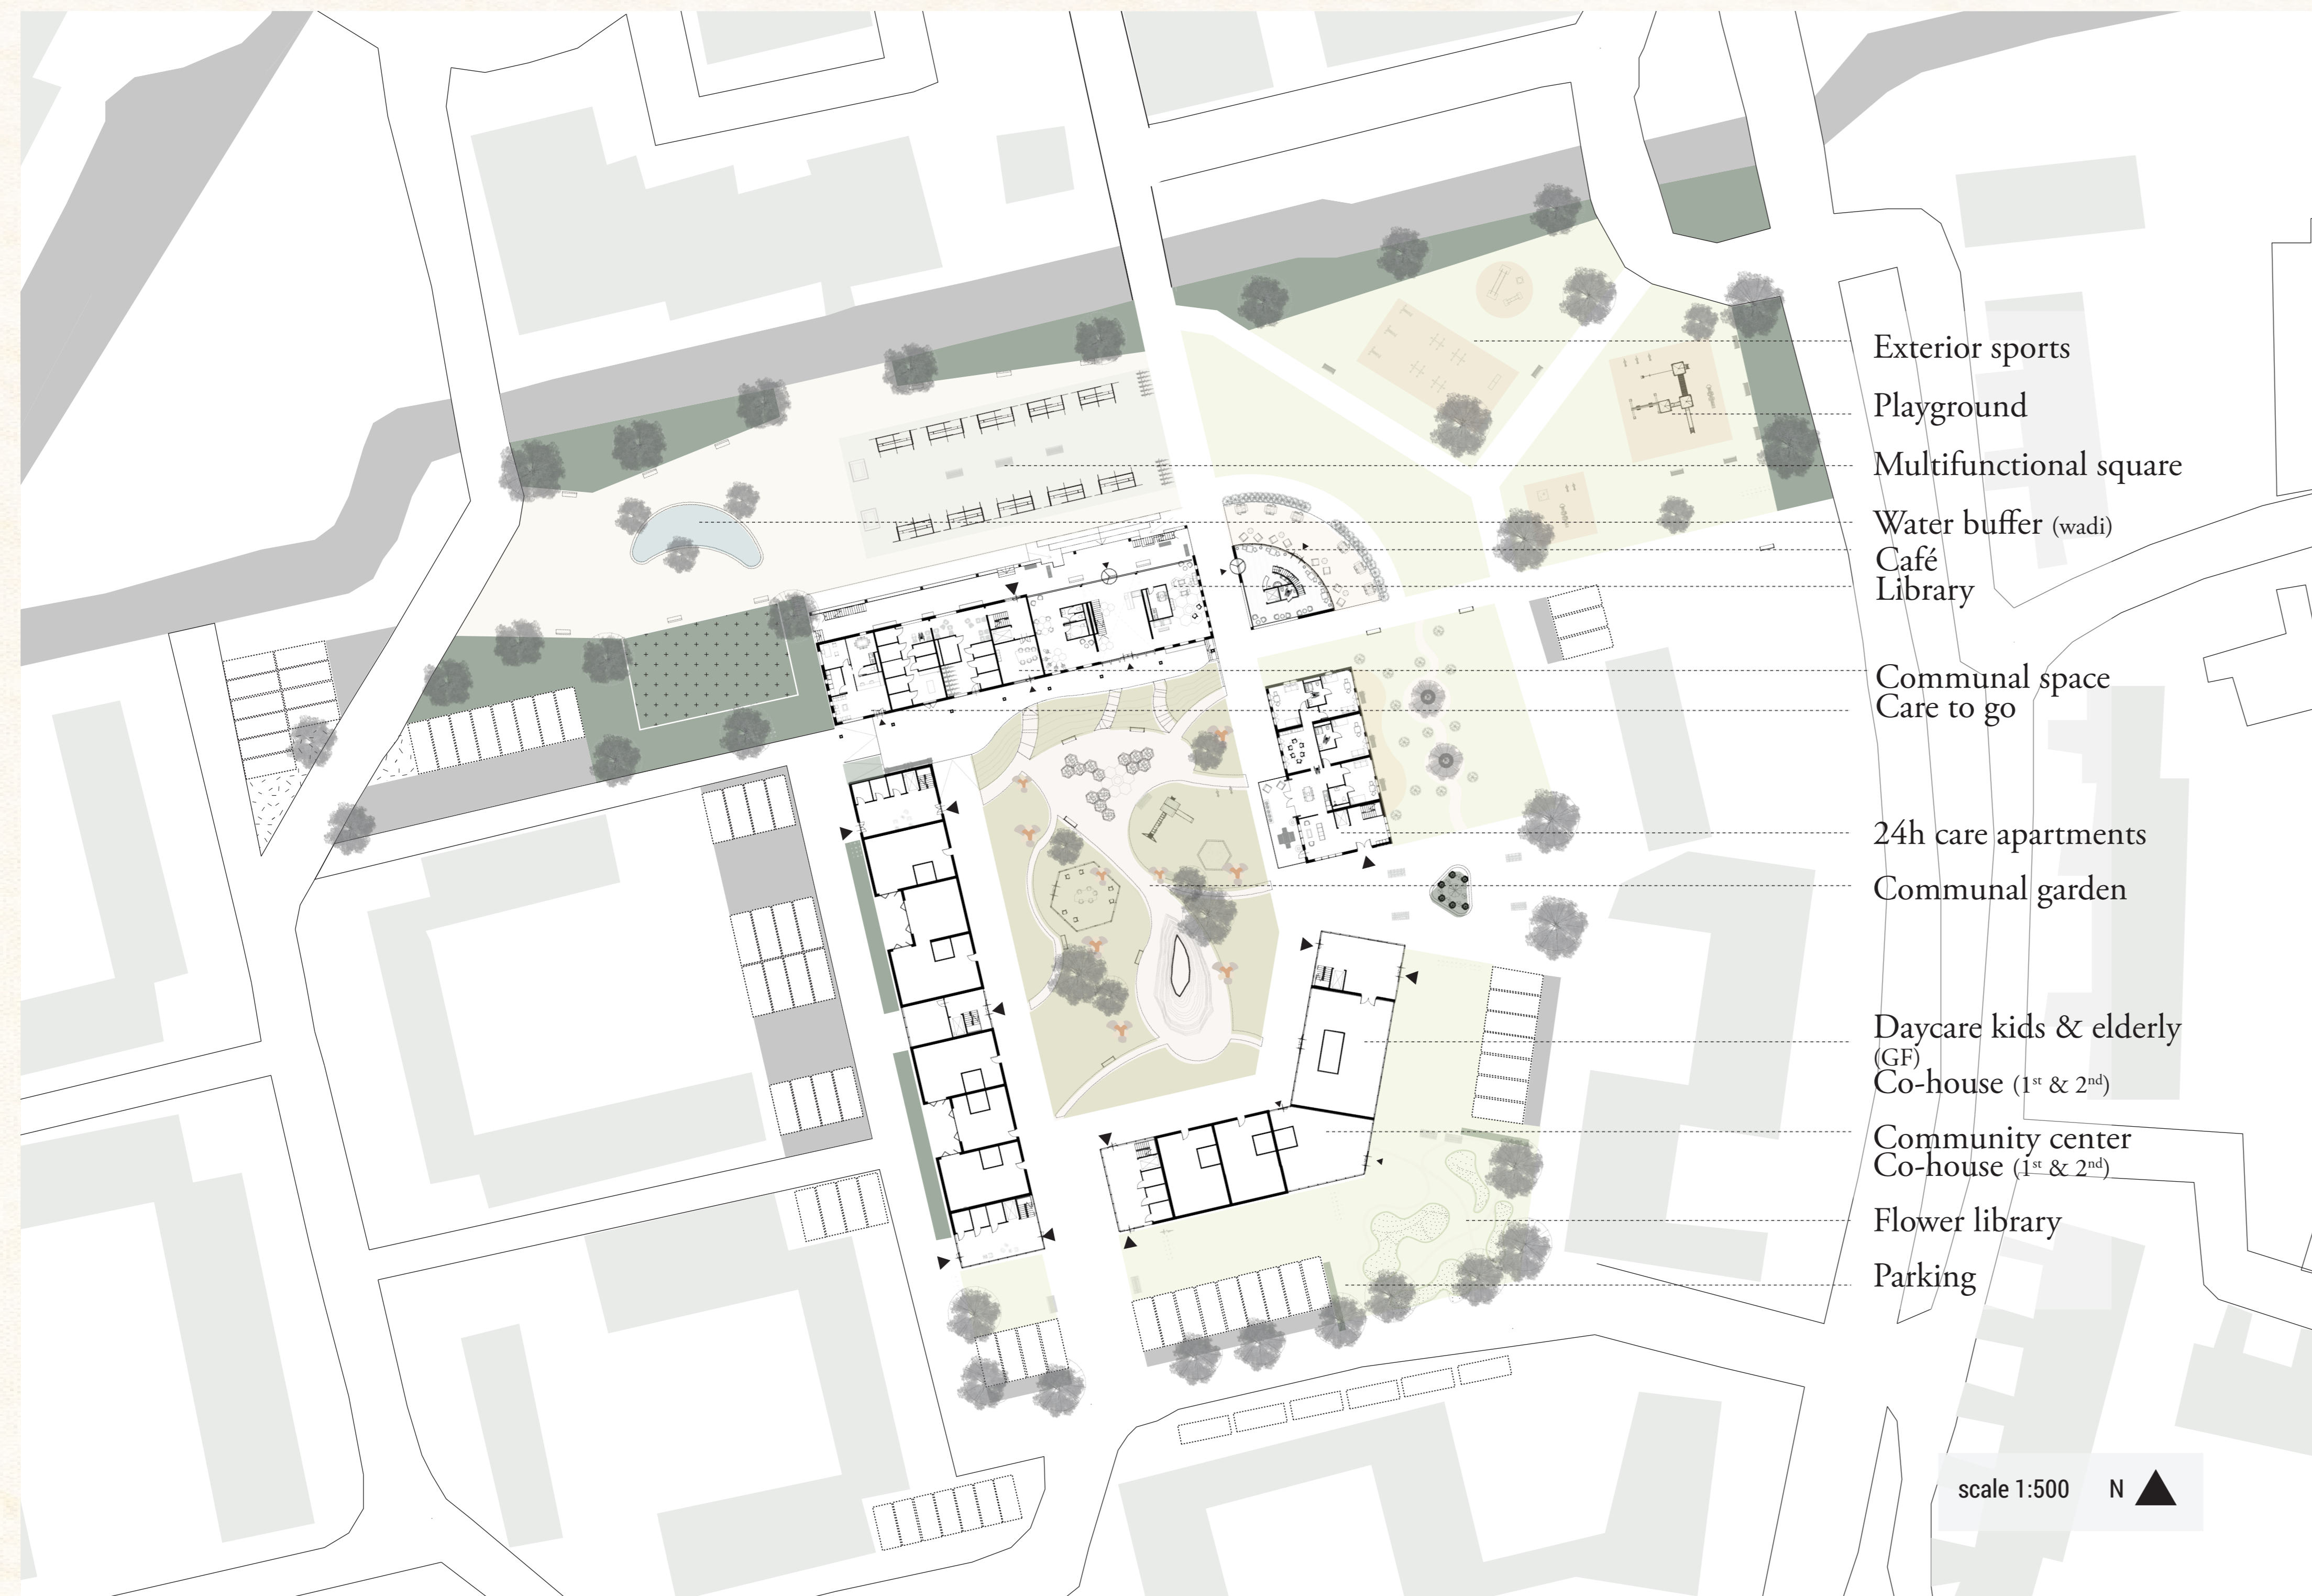 Exterior sports
Playground
Multifunctional square
Water buffer (wadi)
Café
Library
Communal space
Care to go
24h care apartments
Communal garden
Daycare kids & elderly
(GF)
Co-house (1st & 2nd)
Community center
Co-house (1st & 2nd)
Flower library
Parking
scale 1:500 N